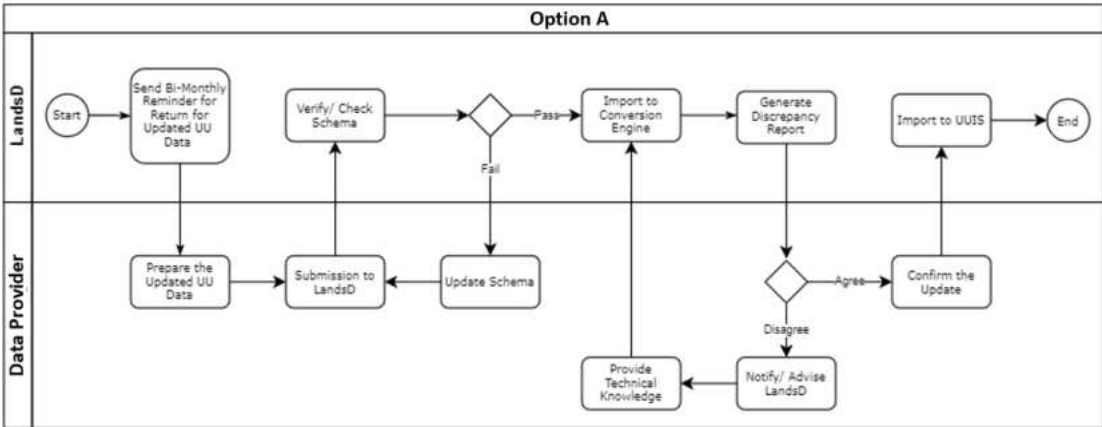 Option A
LandsD
Start
Send Bi-Monthly
Reminder for
Return for
Updated UU
Data
Verify/ Check
Schema
Pass
Fail
Import to
Conversion
Engine
Generate
Discrepancy
Report
Import to UUIS
End
Data Provider
Prepare the
Updated UU
Data
Submission to
LandsD
Update Schema
Agree
Confirm the
Update
Disagree
Provide
Technical
Knowledge
Notify/ Advise
LandsD